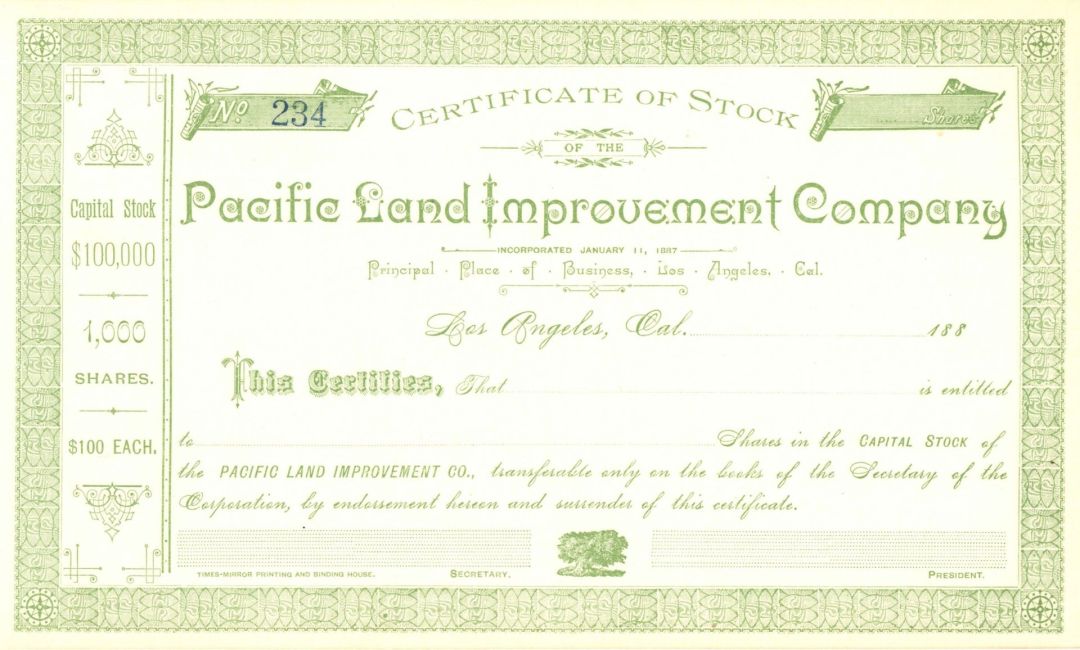 No 234
CERTIFICATE OF STOCK
Shares
OF THE
Pacific Land Improvement Company
INCORPORATED JANUARY 11, 1887
Principal · Place · of · Business, · Los · Angeles, · Cal.
Capital Stock
$100,000
1,000
SHARES.
$100 EACH.
Los Angeles, Cal. 188
This Certifies, That is entitled
to Shares in the CAPITAL STOCK of
the PACIFIC LAND IMPROVEMENT CO., transferable only on the books of the Secretary of the
Corporation, by endorsement hereon and surrender of this certificate.
TIMES-MIRROR PRINTING AND BINDING HOUSE. SECRETARY. PRESIDENT.